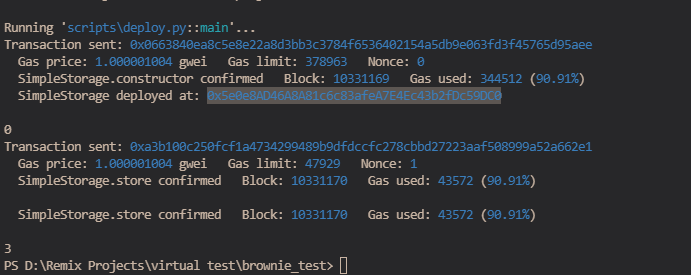 Running 'scripts\deploy.py::main'...
Transaction sent: 0x0663840ea8c5e8e22a8d3bb3c3784f6536402154a5db9e063fd3f45765d95aee
Gas price: 1.000001004 gwei   Gas limit: 378963   Nonce: 0
SimpleStorage.constructor confirmed   Block: 10331169   Gas used: 344512 (90.91%)
SimpleStorage deployed at: 0x5e0e8AD46A8A81c6c83afeA7E4Ec43b2fDc59DC0
0
Transaction sent: 0xa3b100c250fcf1a4734299489b9dfdccfc278cbbd27223aaf508999a52a662e1
Gas price: 1.000001004 gwei   Gas limit: 47929   Nonce: 1
SimpleStorage.store confirmed   Block: 10331170   Gas used: 43572 (90.91%)
SimpleStorage.store confirmed   Block: 10331170   Gas used: 43572 (90.91%)
3
PS D:\Remix Projects\virtual test\brownie_test>